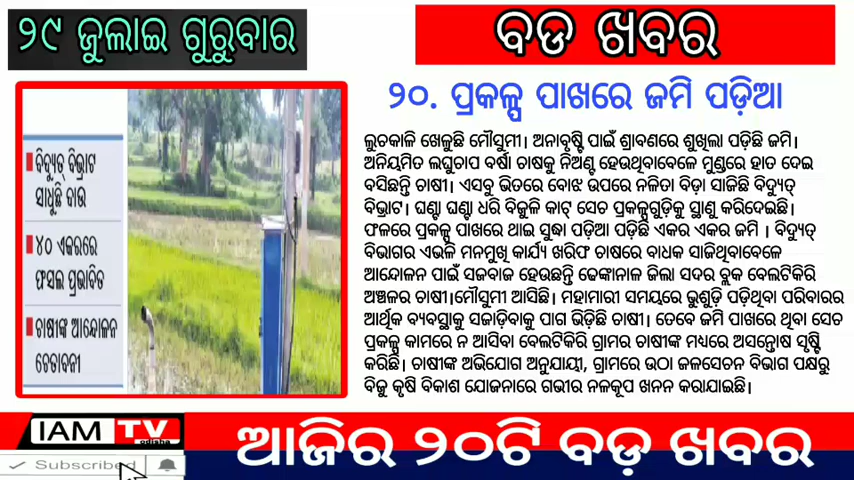 ୨୯ ଜୁଲାଇ ଗୁରୁବାର
ବଡ ଖବର
୨୦. ପ୍ରକଳ୍ପ ପାଖରେ ଜମି ପଡ଼ିଆ
ବିଦ୍ୟୁତ୍ ବିଭ୍ରାଟ
ସାଧୁଛି ଦାଉ
୪୦ ଏକରରେ
ଫସଲ ପ୍ରଭାବିତ
ଚାଷୀଙ୍କ ଆନ୍ଦୋଳନ
ଚେତାବନୀ
ଲୁଚକାଳି ଖେଳୁଛି ମୌସୁମୀ। ଅନାବୃଷ୍ଟି ପାଇଁ ଶ୍ରାବଣରେ ଶୁଖିଲା ପଡ଼ିଛି ଜମି।
ଅନିୟମିତ ଲଘୁଚାପ ବର୍ଷା ଚାଷକୁ ନିଅଣ୍ଟ ହେଉଥିବାବେଳେ ମୁଣ୍ଡରେ ହାତ ଦେଇ
ବସିଛନ୍ତି ଚାଷୀ। ଏସବୁ ଭିତରେ ବୋଝ ଉପରେ ନଳିତା ବିଡ଼ା ସାଜିଛି ବିଦ୍ୟୁତ୍
ବିଭ୍ରାଟ। ଘଣ୍ଟା ଘଣ୍ଟା ଧରି ବିଜୁଳି କାଟ୍ ସେଚ ପ୍ରକଳ୍ପଗୁଡ଼ିକୁ ସ୍ଥାଣୁ କରିଦେଇଛି।
ଫଳରେ ପ୍ରକଳ୍ପ ପାଖରେ ଥାଇ ସୁଦ୍ଧା ପଡ଼ିଆ ପଡ଼ିଛି ଏକର ଏକର ଜମି । ବିଦ୍ୟୁତ୍
ବିଭାଗର ଏଭଳି ମନମୁଖି କାର୍ଯ୍ୟ ଖରିଫ ଚାଷରେ ବାଧକ ସାଜିଥିବାବେଳେ
ଆନ୍ଦୋଳନ ପାଇଁ ସଜବାଜ ହେଉଛନ୍ତି ଢେଙ୍କାନାଳ ଜିଲା ସଦର ବ୍ଲକ ବେଲଟିକିରି
ଅଞ୍ଚଳର ଚାଷୀ।ମୌସୁମୀ ଆସିଛି। ମହାମାରୀ ସମୟରେ ଭୁଶୁଡ଼ି ପଡ଼ିଥିବା ପରିବାରର
ଆର୍ଥିକ ବ୍ୟବସ୍ଥାକୁ ସଜାଡ଼ିବାକୁ ପାଗ ଭିଡ଼ିଛି ଚାଷୀ। ତେବେ ଜମି ପାଖରେ ଥିବା ସେଚ
ପ୍ରକଳ୍ପ କାମରେ ନ ଆସିବା ବେଲଟିକିରି ଗ୍ରାମର ଚାଷୀଙ୍କ ମଧ୍ୟରେ ଅସନ୍ତୋଷ ସୃଷ୍ଟି
କରିଛି। ଚାଷୀଙ୍କ ଅଭିଯୋଗ ଅନୁଯାୟୀ, ଗ୍ରାମରେ ଉଠା ଜଳସେଚନ ବିଭାଗ ପକ୍ଷରୁ
ବିଜୁ କୃଷି ବିକାଶ ଯୋଜନାରେ ଗଭୀର ନଳକୂପ ଖନନ କରାଯାଇଛି।
IAM TV
odisha
ଆଜିର ୨୦ଟି ବଡ଼ ଖବର
Subscribed